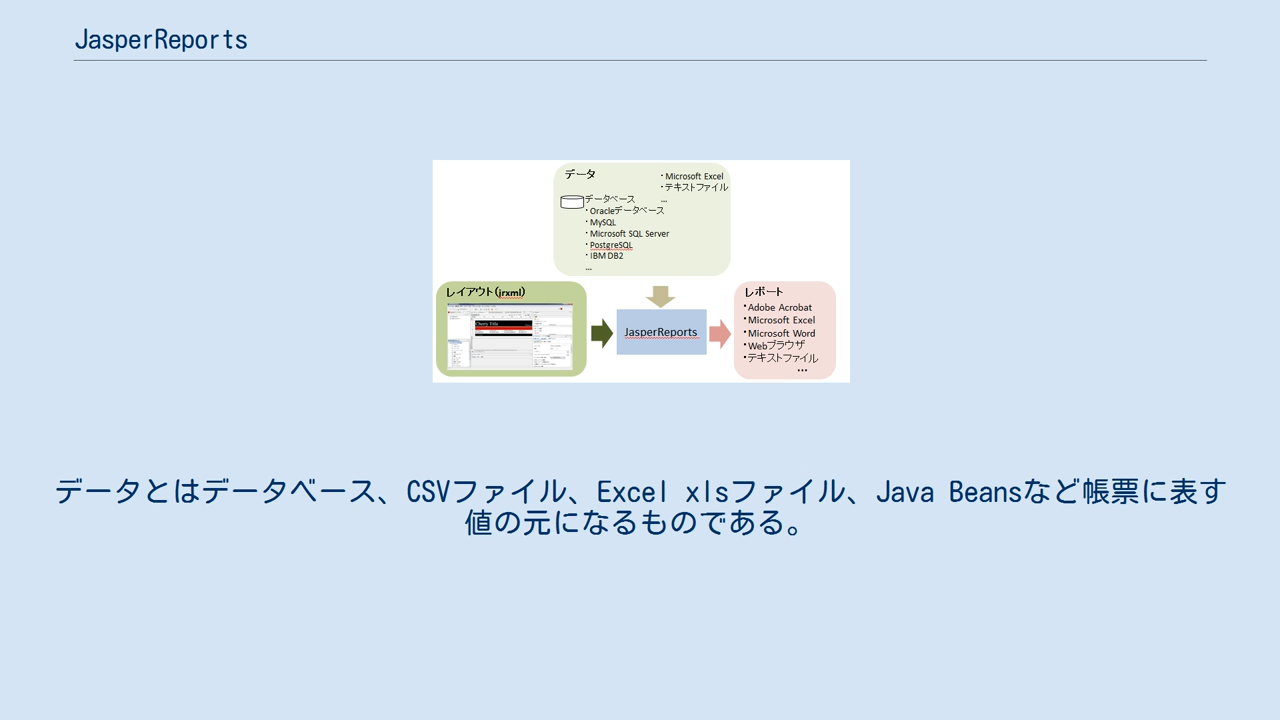 JasperReports
データ
・Microsoft Excel
・テキストファイル
...
データベース
・Oracleデータベース
・MySQL
・Microsoft SQL Server
・PostgreSQL
・IBM DB2
...
レイアウト(jrxml)
Cherry Title
JasperReports
レポート
・Adobe Acrobat
・Microsoft Excel
・Microsoft Word
・Webブラウザ
・テキストファイル
...
データとはデータベース、CSVファイル、Excel xlsファイル、Java Beansなど帳票に表す
値の元になるものである。